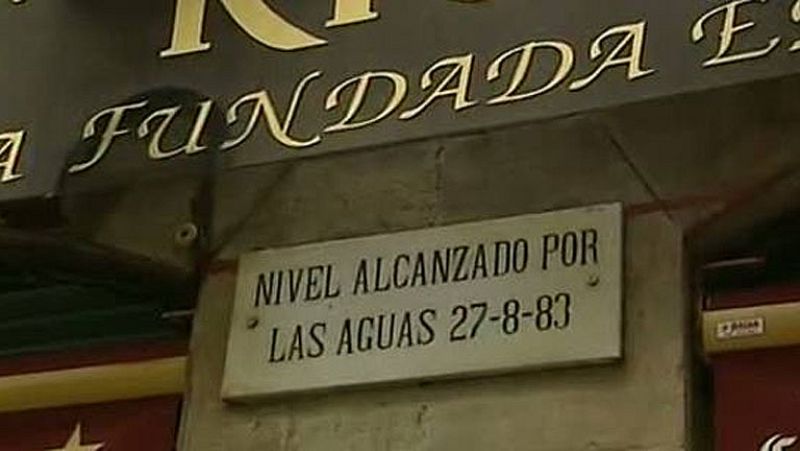 FUNDADA
NIVEL ALCANZADO POR
LAS AGUAS 27-8-83